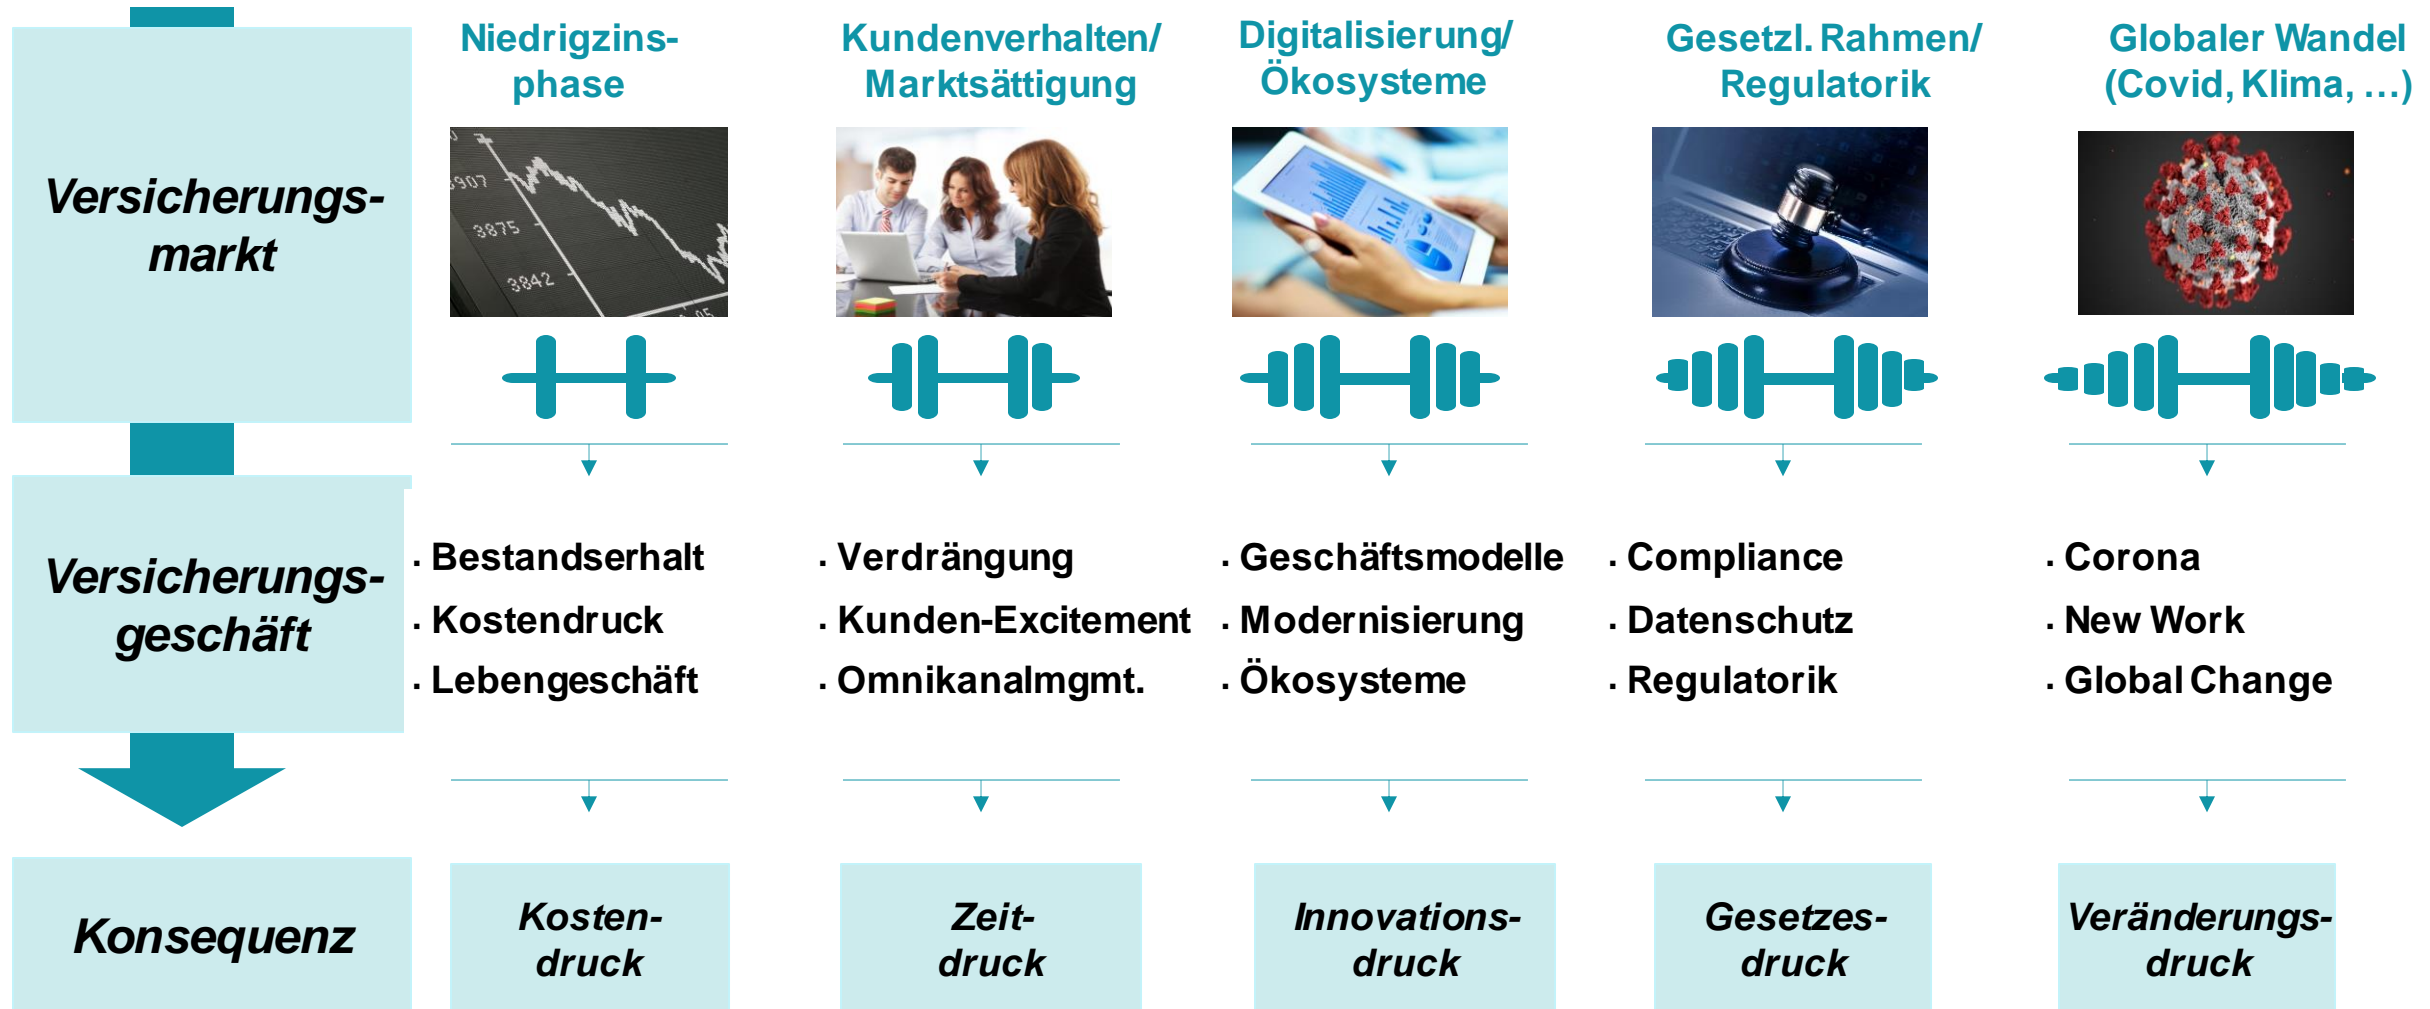 Niedrigzins-
phase
Kundenverhalten/
Marktsättigung
Digitalisierung/
Ökosysteme
Gesetzl. Rahmen/
Regulatorik
Globaler Wandel
(Covid, Klima, …)
Versicherungs-
markt
3907
3875
3842
05
Versicherungs-
geschäft
· Bestandserhalt
· Kostendruck
· Lebengeschäft
· Verdrängung
· Kunden-Excitement
· Omnikanalmgmt.
· Geschäftsmodelle
· Modernisierung
· Ökosysteme
· Compliance
· Datenschutz
· Regulatorik
· Corona
· New Work
· Global Change
Konsequenz
Kosten-
druck
Zeit-
druck
Innovations-
druck
Gesetzes-
druck
Veränderungs-
druck